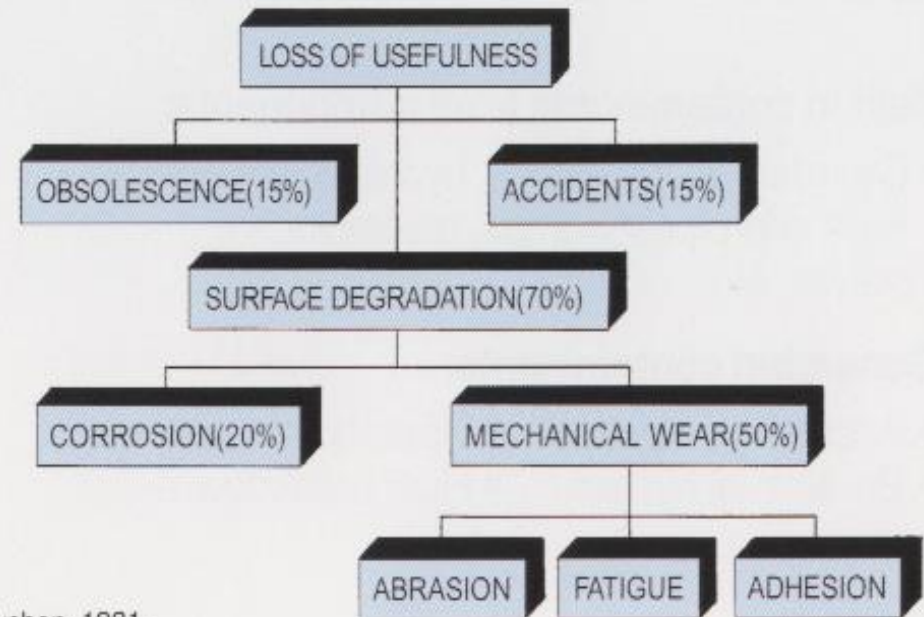 LOSS OF USEFULNESS
OBSOLESCENCE(15%)
ACCIDENTS(15%)
SURFACE DEGRADATION(70%)
CORROSION(20%)
MECHANICAL WEAR(50%)
ABRASION
FATIGUE
ADHESION